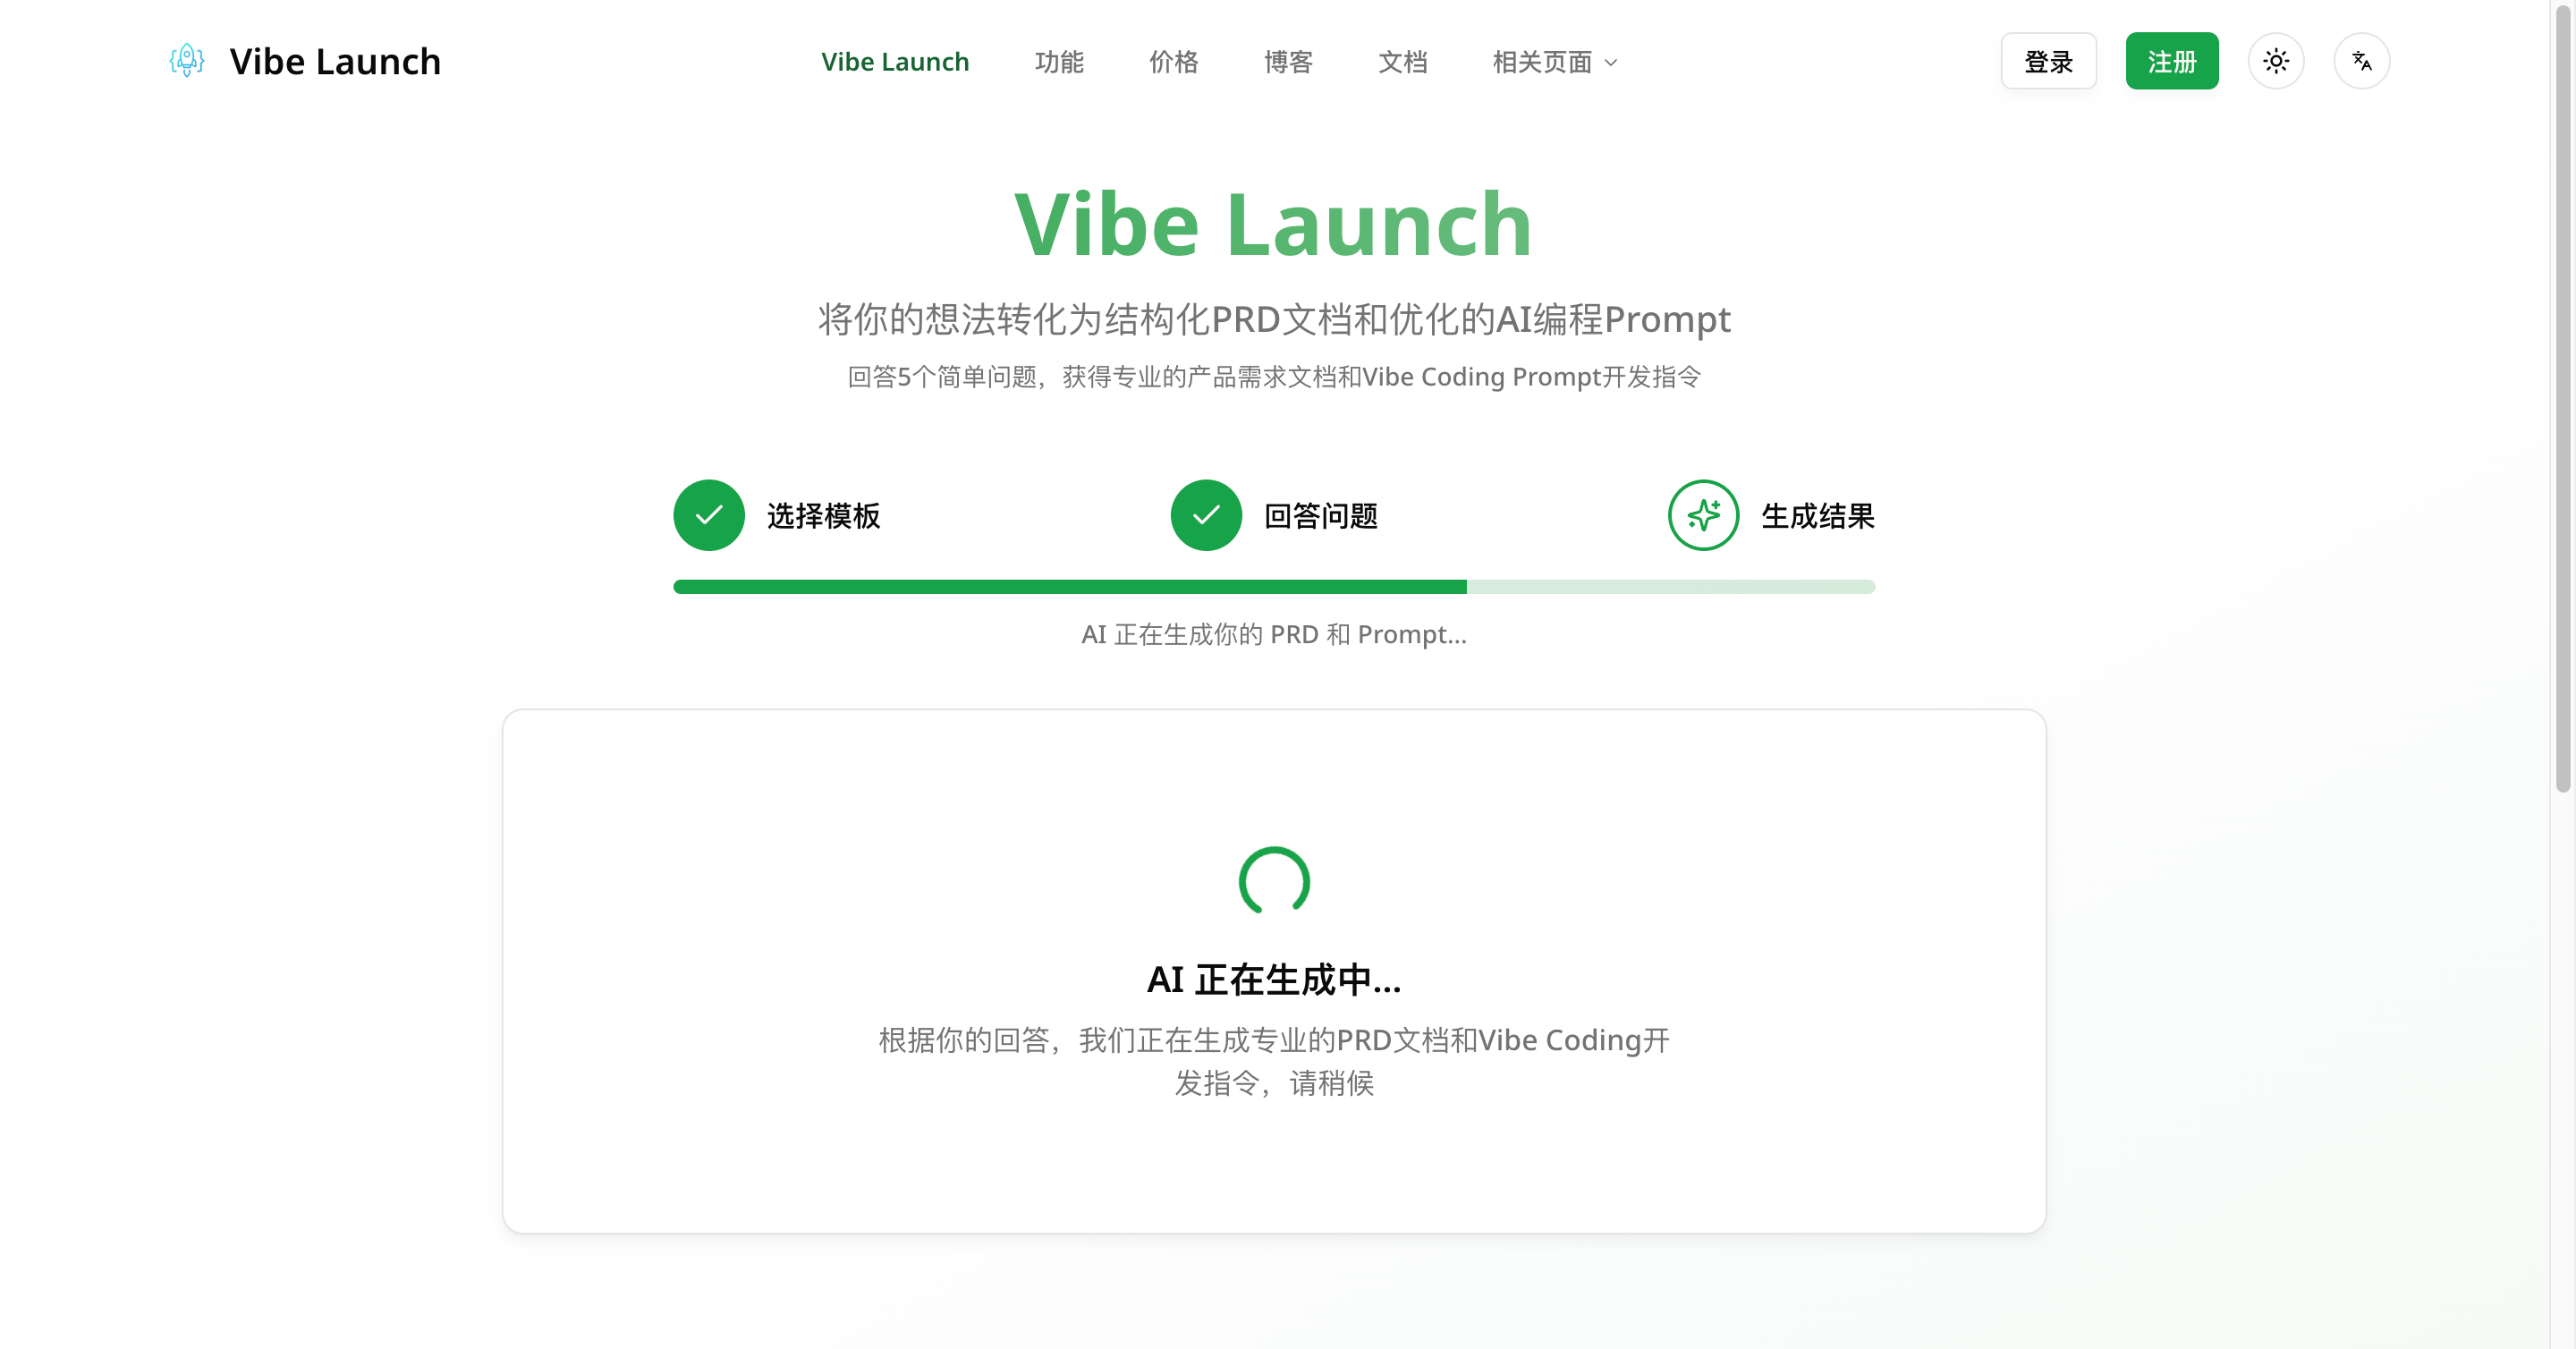 Vibe Launch
Vibe Launch
功能
价格
博客
文档
相关页面
登录
注册
Vibe Launch
将你的想法转化为结构化PRD文档和优化的AI编程Prompt
回答5个简单问题，获得专业的产品需求文档和Vibe Coding Prompt开发指令
选择模板
回答问题
生成结果
AI 正在生成你的 PRD 和 Prompt...
AI 正在生成中...
根据你的回答，我们正在生成专业的PRD文档和Vibe Coding开
发指令，请稍候